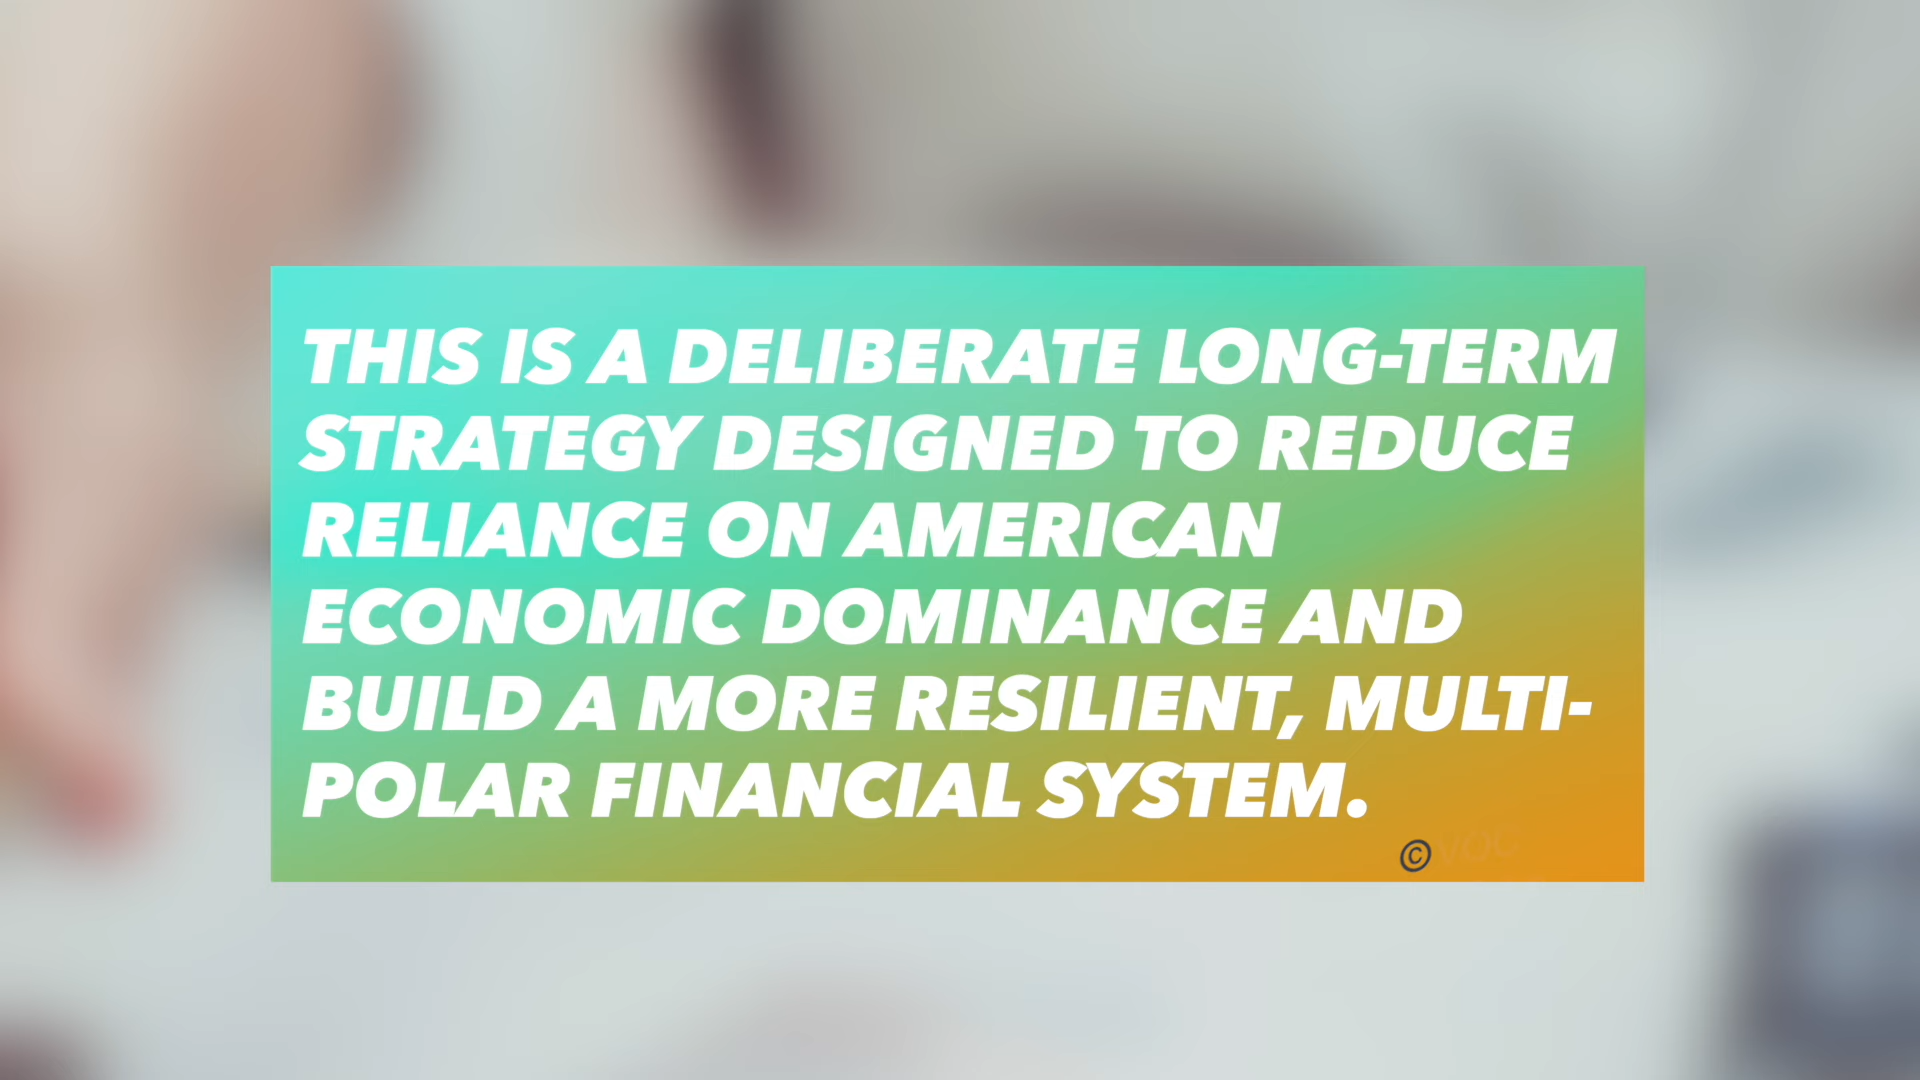 THIS IS A DELIBERATE LONG-TERM
STRATEGY DESIGNED TO REDUCE
RELIANCE ON AMERICAN
ECONOMIC DOMINANCE AND
BUILD A MORE RESILIENT, MULTI-
POLAR FINANCIAL SYSTEM.
©